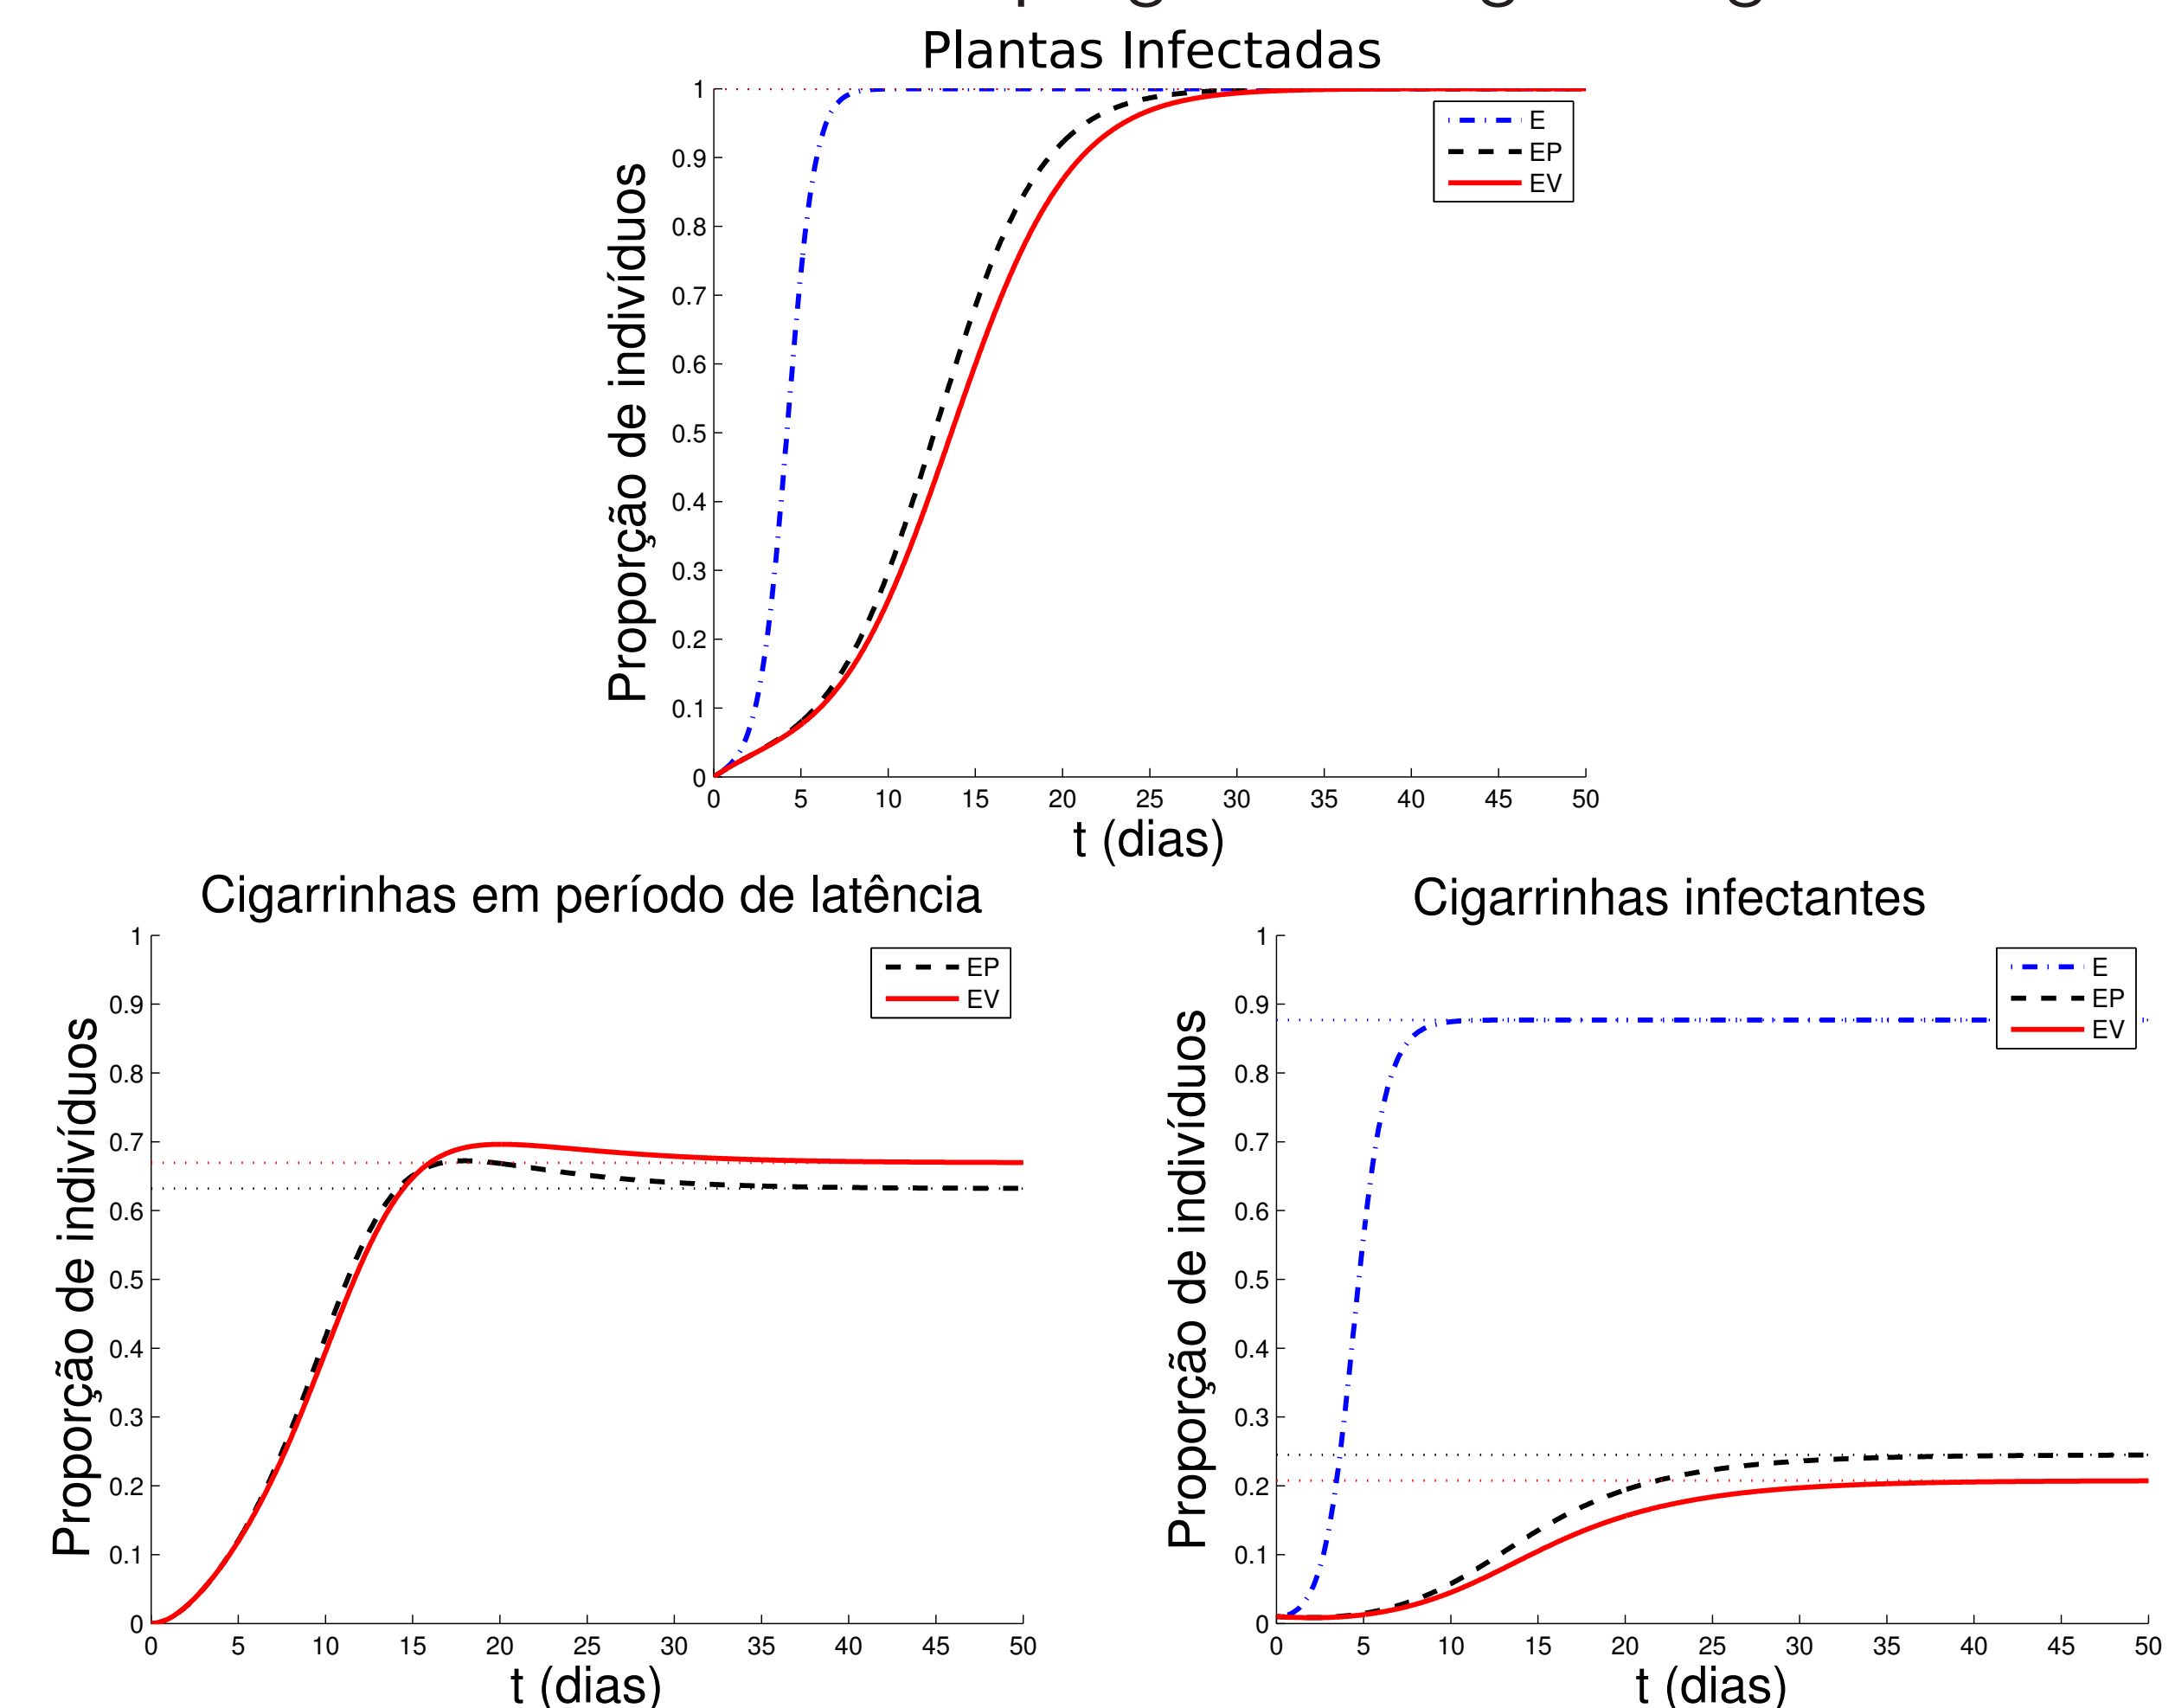 Plantas Infectadas
Proporção de indivíduos
1
0.9
0.8
0.7
0.6
0.5
0.4
0.3
0.2
0.1
0
0 5 10 15 20 25 30 35 40 45 50
t (dias)
E
EP
EV
Cigarrinhas em período de latência
Proporção de indivíduos
1
0.9
0.8
0.7
0.6
0.5
0.4
0.3
0.2
0.1
0
0 5 10 15 20 25 30 35 40 45 50
t (dias)
EP
EV
Cigarrinhas infectantes
Proporção de indivíduos
1
0.9
0.8
0.7
0.6
0.5
0.4
0.3
0.2
0.1
0
0 5 10 15 20 25 30 35 40 45 50
t (dias)
E
EP
EV